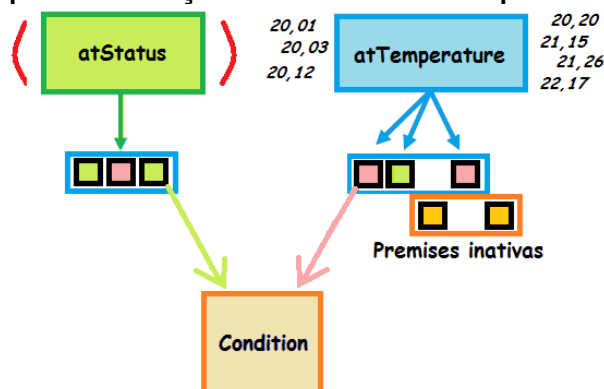 atStatus
20,01
20,03
20,12
atTemperature
20,20
21,15
21,26
22,17
Premises inativas
Condition